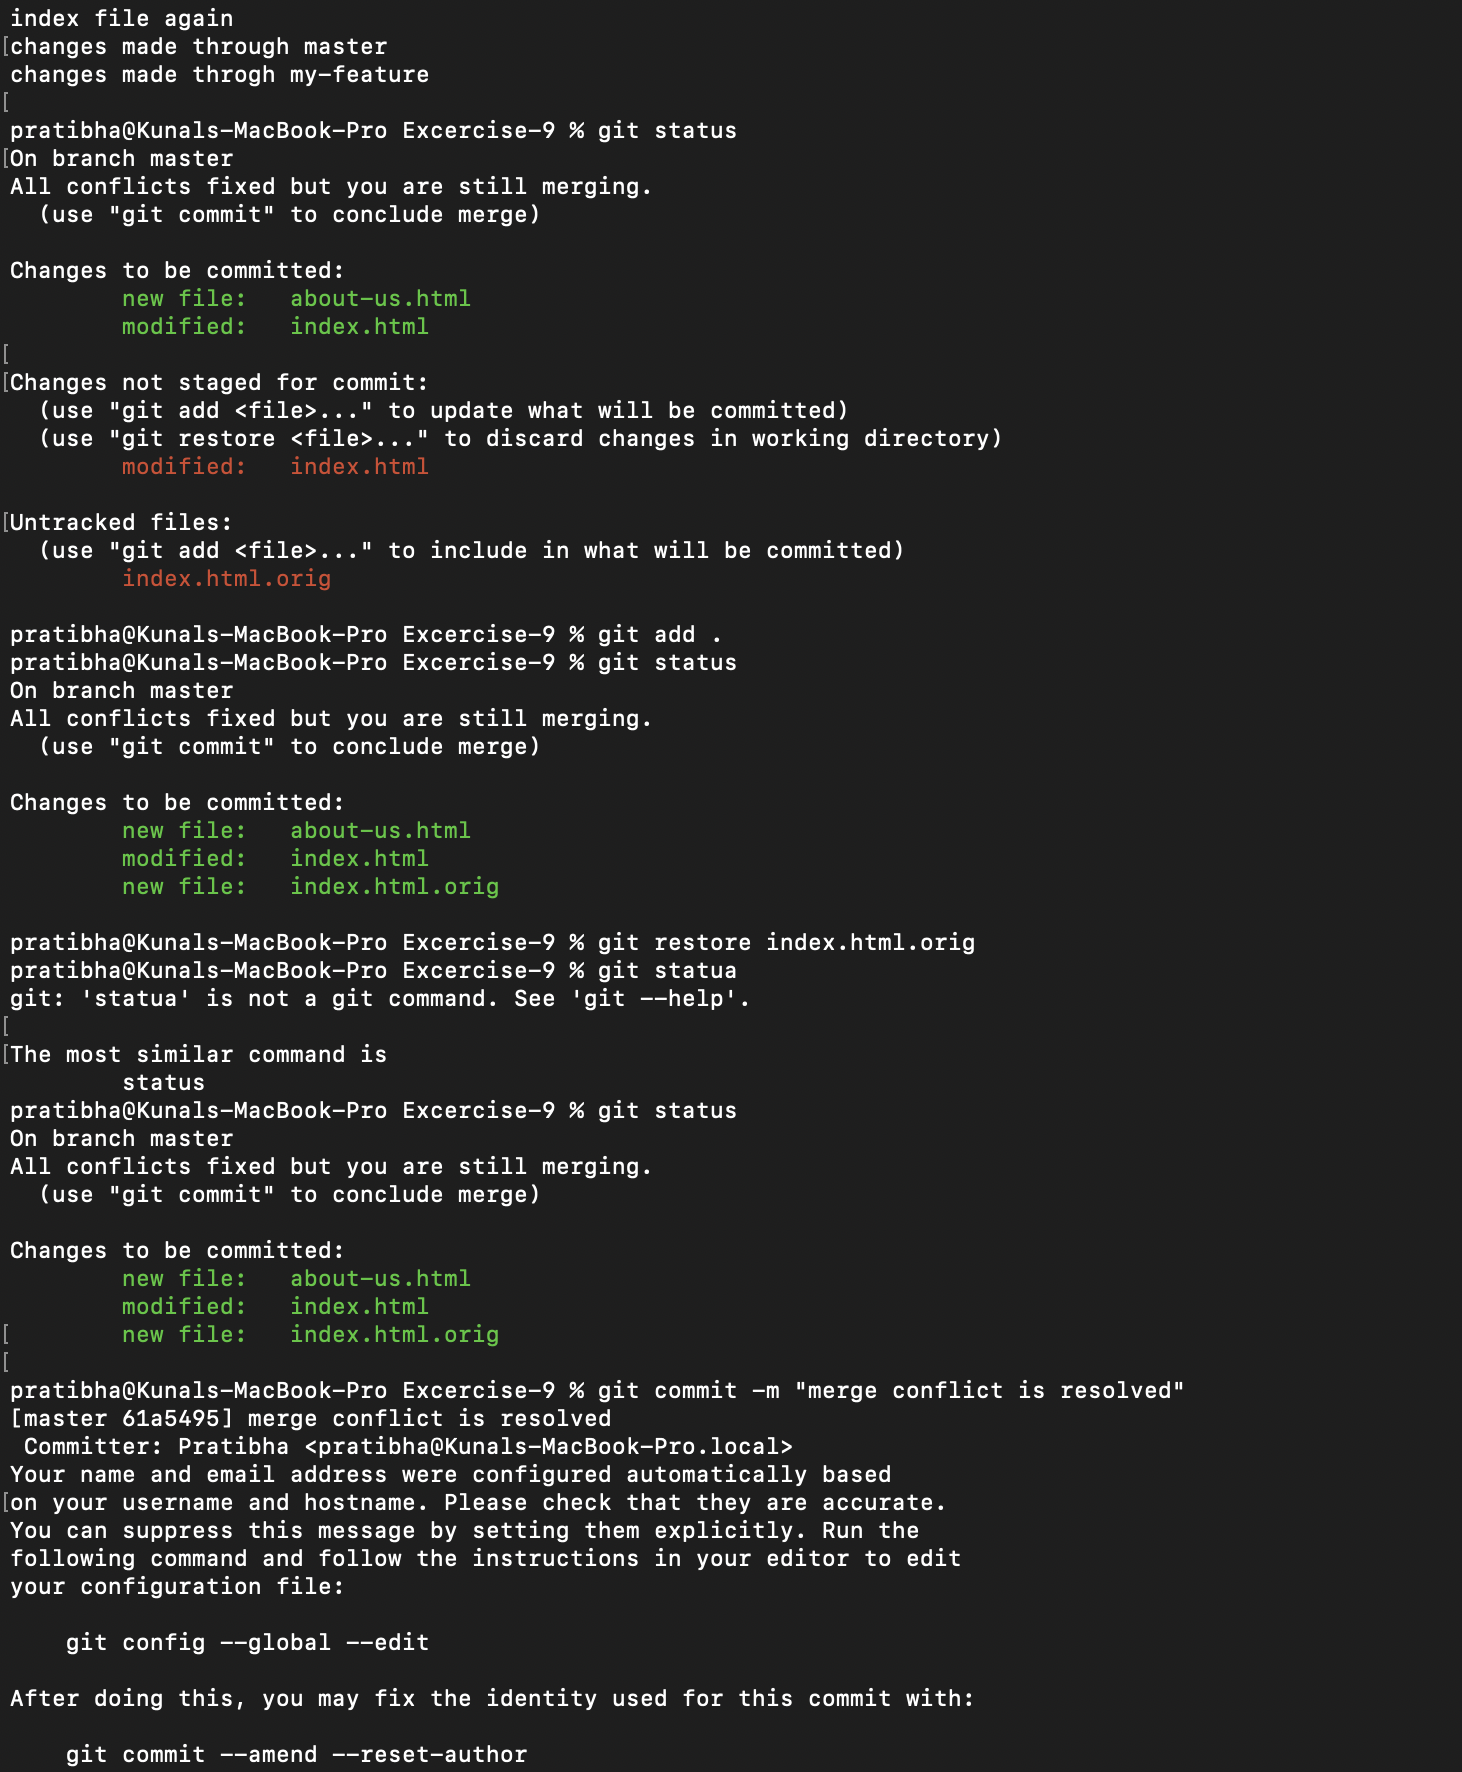 index file again
[changes made through master
changes made throgh my-feature
[
pratibha@Kunals-MacBook-Pro Excercise-9 % git status
[On branch master
All conflicts fixed but you are still merging.
  (use "git commit" to conclude merge)

Changes to be committed:
        new file:   about-us.html
        modified:   index.html
[
[Changes not staged for commit:
  (use "git add <file>..." to update what will be committed)
  (use "git restore <file>..." to discard changes in working directory)
        modified:   index.html

[Untracked files:
  (use "git add <file>..." to include in what will be committed)
        index.html.orig

pratibha@Kunals-MacBook-Pro Excercise-9 % git add .
pratibha@Kunals-MacBook-Pro Excercise-9 % git status
On branch master
All conflicts fixed but you are still merging.
  (use "git commit" to conclude merge)

Changes to be committed:
        new file:   about-us.html
        modified:   index.html
        new file:   index.html.orig

pratibha@Kunals-MacBook-Pro Excercise-9 % git restore index.html.orig
pratibha@Kunals-MacBook-Pro Excercise-9 % git statua
git: 'statua' is not a git command. See 'git --help'.
[
[The most similar command is
        status
pratibha@Kunals-MacBook-Pro Excercise-9 % git status
On branch master
All conflicts fixed but you are still merging.
  (use "git commit" to conclude merge)

Changes to be committed:
        new file:   about-us.html
        modified:   index.html
[        new file:   index.html.orig
[
pratibha@Kunals-MacBook-Pro Excercise-9 % git commit -m "merge conflict is resolved"
[master 61a5495] merge conflict is resolved
 Committer: Pratibha <pratibha@Kunals-MacBook-Pro.local>
Your name and email address were configured automatically based
[on your username and hostname. Please check that they are accurate.
You can suppress this message by setting them explicitly. Run the
following command and follow the instructions in your editor to edit
your configuration file:

    git config --global --edit

After doing this, you may fix the identity used for this commit with:

    git commit --amend --reset-author